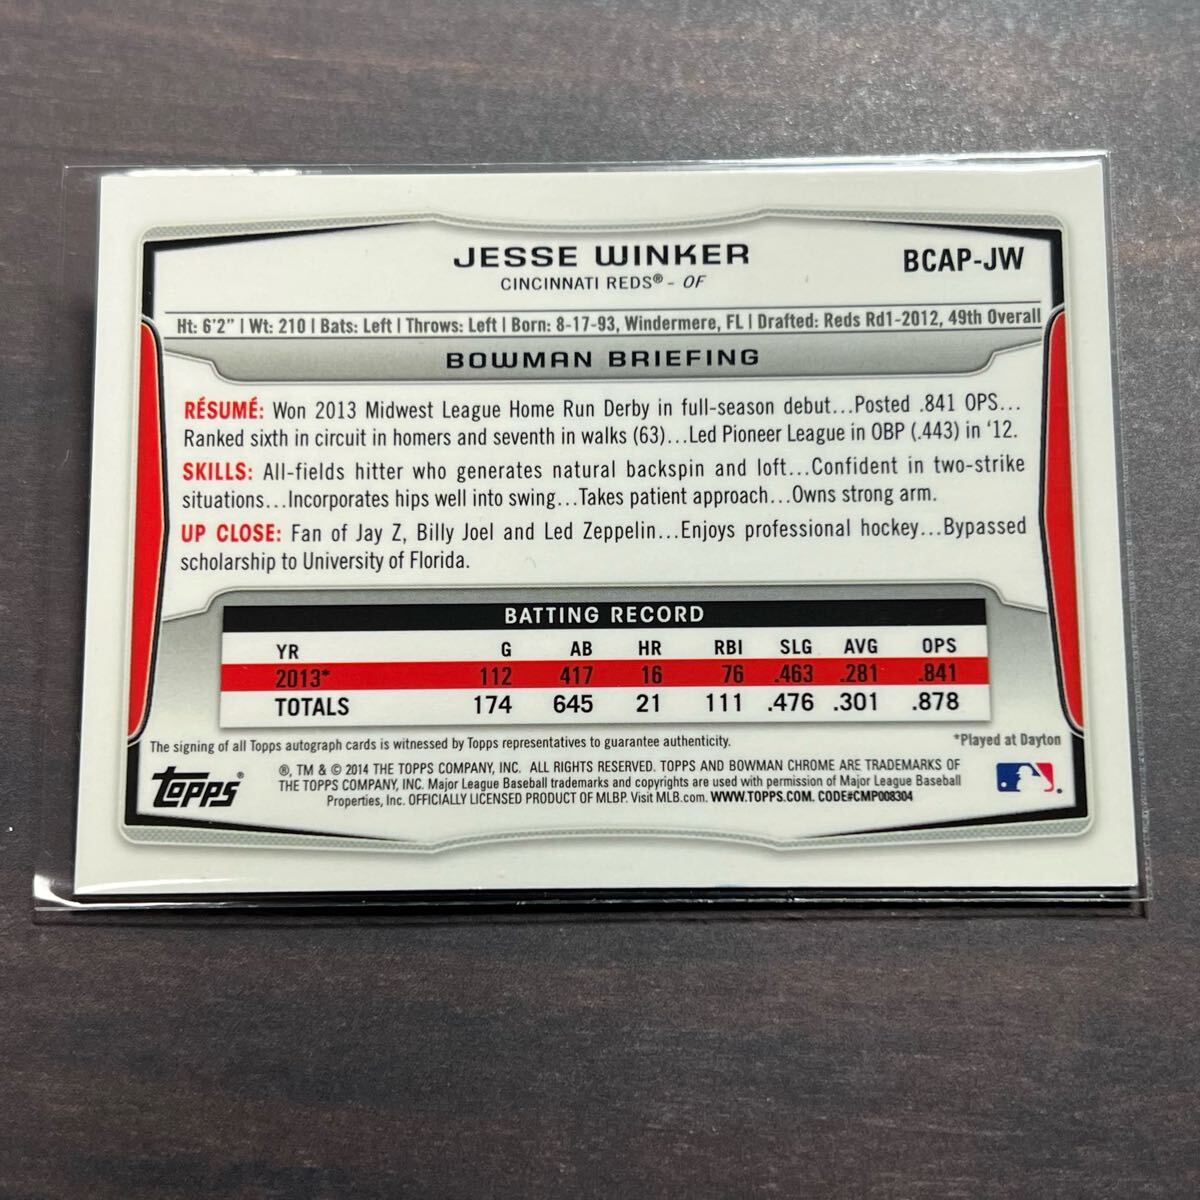 JESSE WINKER
BCAP-JW
CINCINNATI REDS® - OF
Ht: 6'2" | Wt: 210 | Bats: Left | Throws: Left | Born: 8-17-93, Windermere, FL | Drafted: Reds Rd1-2012, 49th Overall
BOWMAN BRIEFING
RÉSUMÉ: Won 2013 Midwest League Home Run Derby in full-season debut...Posted .841 OPS...
Ranked sixth in circuit in homers and seventh in walks (63)...Led Pioneer League in OBP (.443) in '12.
SKILLS: All-fields hitter who generates natural backspin and loft...Confident in two-strike
situations...Incorporates hips well into swing...Takes patient approach...Owns strong arm.
UP CLOSE: Fan of Jay Z, Billy Joel and Led Zeppelin...Enjoys professional hockey...Bypassed
scholarship to University of Florida.
BATTING RECORD
YR G AB HR RBI SLG AVG OPS
2013* 112 417 16 76 .463 .281 .841
TOTALS 174 645 21 111 .476 .301 .878
The signing of all Topps autograph cards is witnessed by Topps representatives to guarantee authenticity.
*Played at Dayton
topps®
®, TM & © 2014 THE TOPPS COMPANY, INC. ALL RIGHTS RESERVED. TOPPS AND BOWMAN CHROME ARE TRADEMARKS OF
THE TOPPS COMPANY, INC. Major League Baseball trademarks and copyrights are used with permission of Major League Baseball
Properties, Inc. OFFICIALLY LICENSED PRODUCT OF MLBP. Visit MLB.com. WWW.TOPPS.COM. CODE#CMP008304